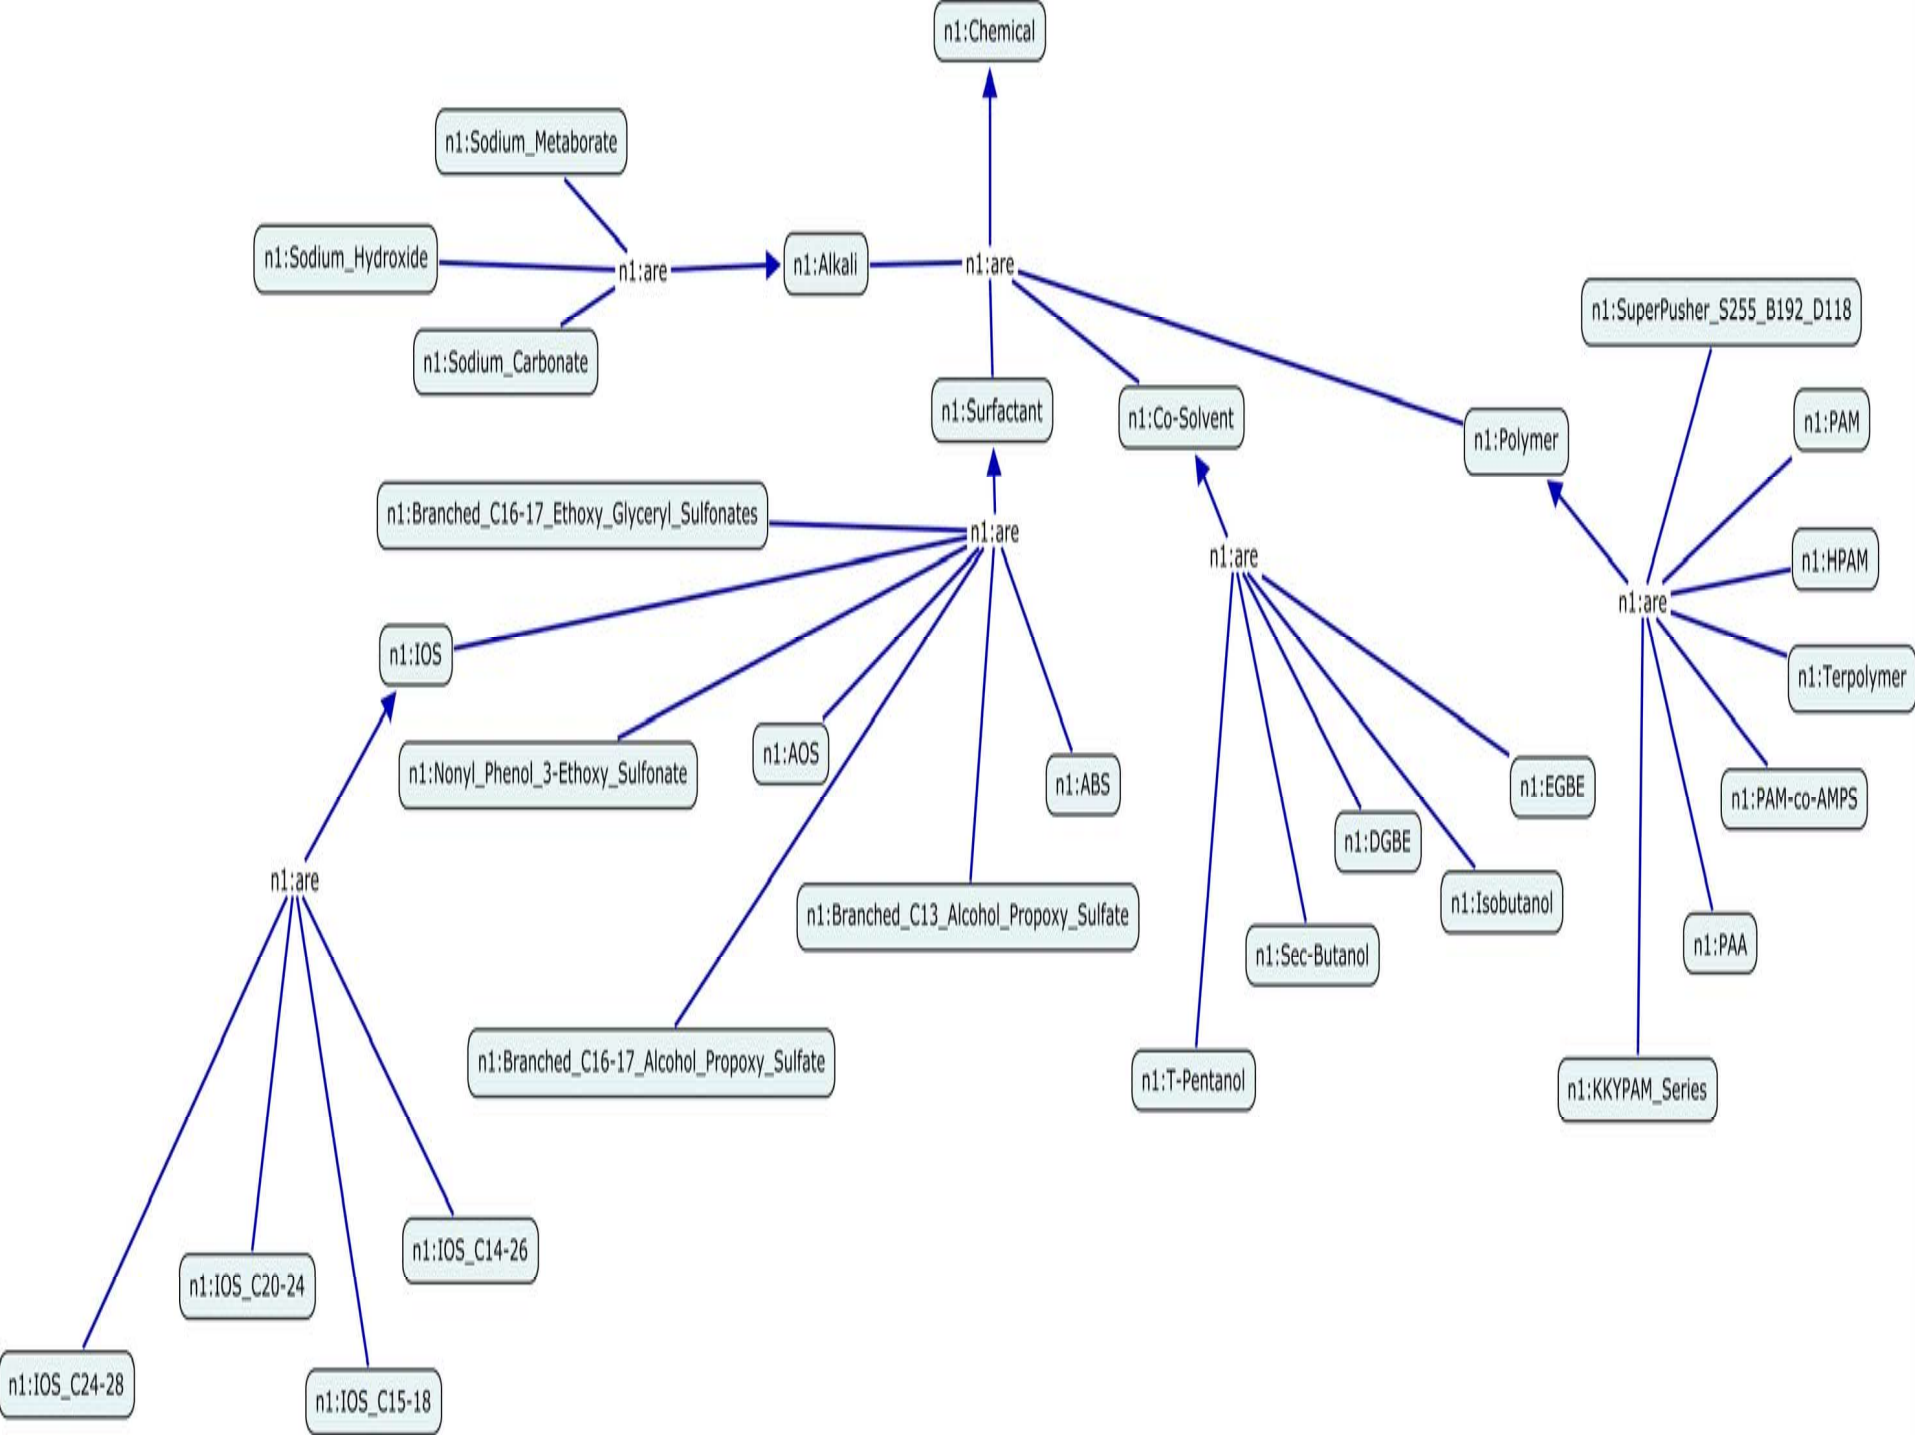 n1:Chemical
n1:Sodium_Metaborate
n1:Sodium_Hydroxide
n1:are
n1:Alkali
n1:are
n1:Sodium_Carbonate
n1:SuperPusher_S255_B192_D118
n1:Surfactant
n1:Co-Solvent
n1:Polymer
n1:PAM
n1:Branched_C16-17_Ethoxy_Glyceryl_Sulfonates
n1:are
n1:are
n1:HPAM
n1:are
n1:IOS
n1:Terpolymer
n1:Nonyl_Phenol_3-Ethoxy_Sulfonate
n1:AOS
n1:ABS
n1:EGBE
n1:PAM-co-AMPS
n1:DGBE
n1:are
n1:Branched_C13_Alcohol_Propoxy_Sulfate
n1:Isobutanol
n1:Sec-Butanol
n1:PAA
n1:Branched_C16-17_Alcohol_Propoxy_Sulfate
n1:T-Pentanol
n1:KKYPAM_Series
n1:IOS_C14-26
n1:IOS_C20-24
n1:IOS_C24-28
n1:IOS_C15-18